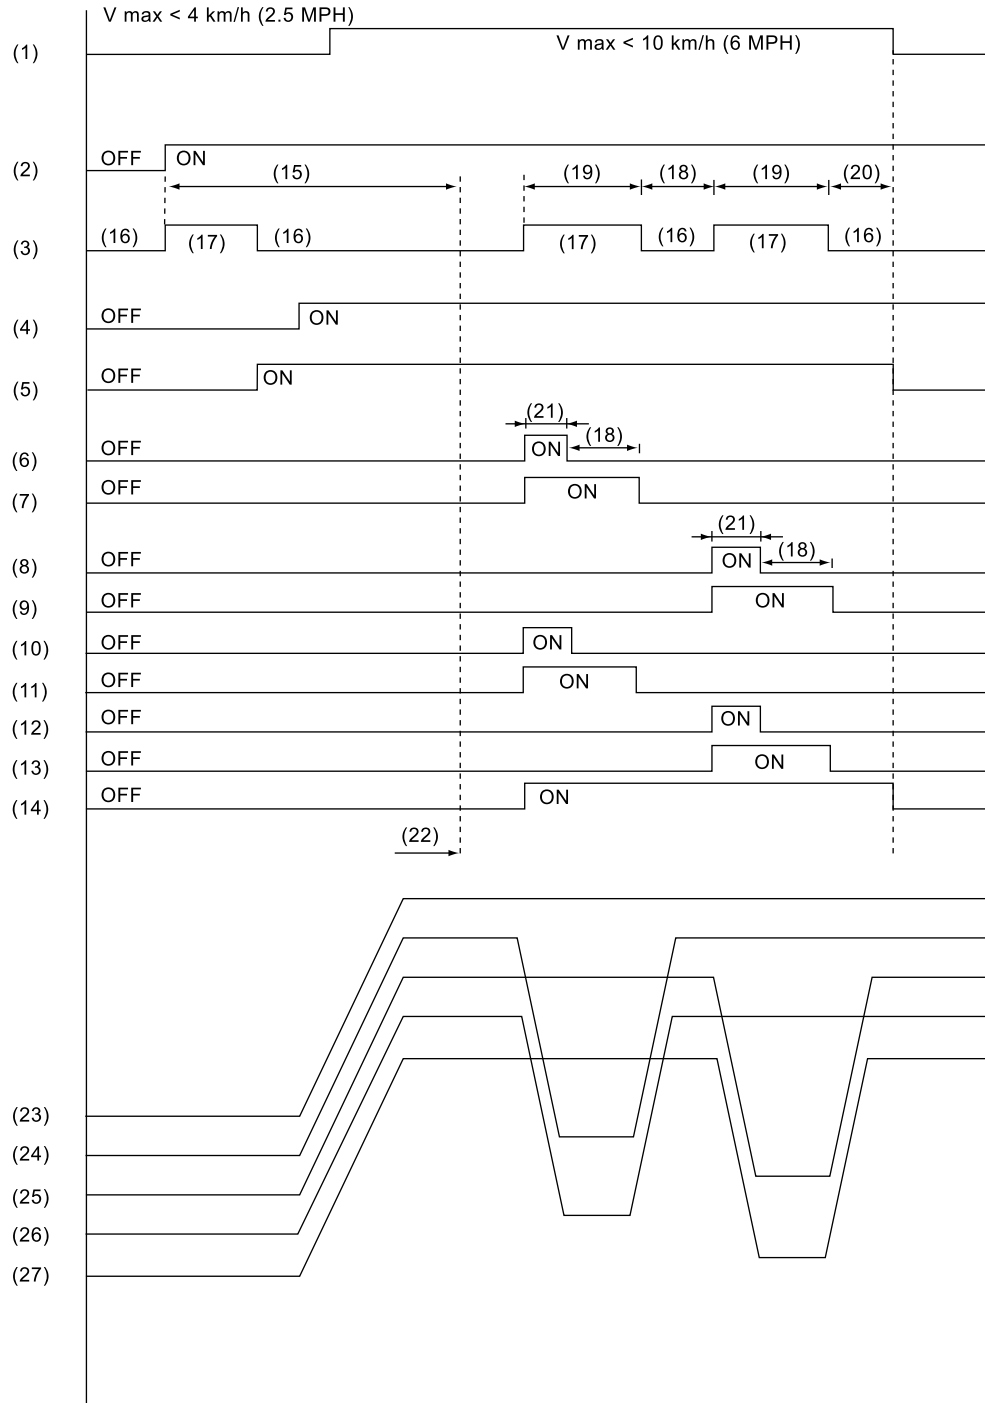 V max < 4 km/h (2.5 MPH)
(1)
V max < 10 km/h (6 MPH)
(2)
OFF
ON
(15)
(19)
(18)
(19)
(20)
(3)
(16)
(17)
(16)
(17)
(16)
(17)
(16)
(4)
OFF
ON
(5)
OFF
ON
(21)
(18)
(6)
OFF
ON
(7)
OFF
ON
(21)
(18)
(8)
OFF
ON
(9)
OFF
ON
(10)
OFF
ON
(11)
OFF
ON
(12)
OFF
ON
(13)
OFF
ON
(14)
OFF
ON
(22)
(23)
(24)
(25)
(26)
(27)